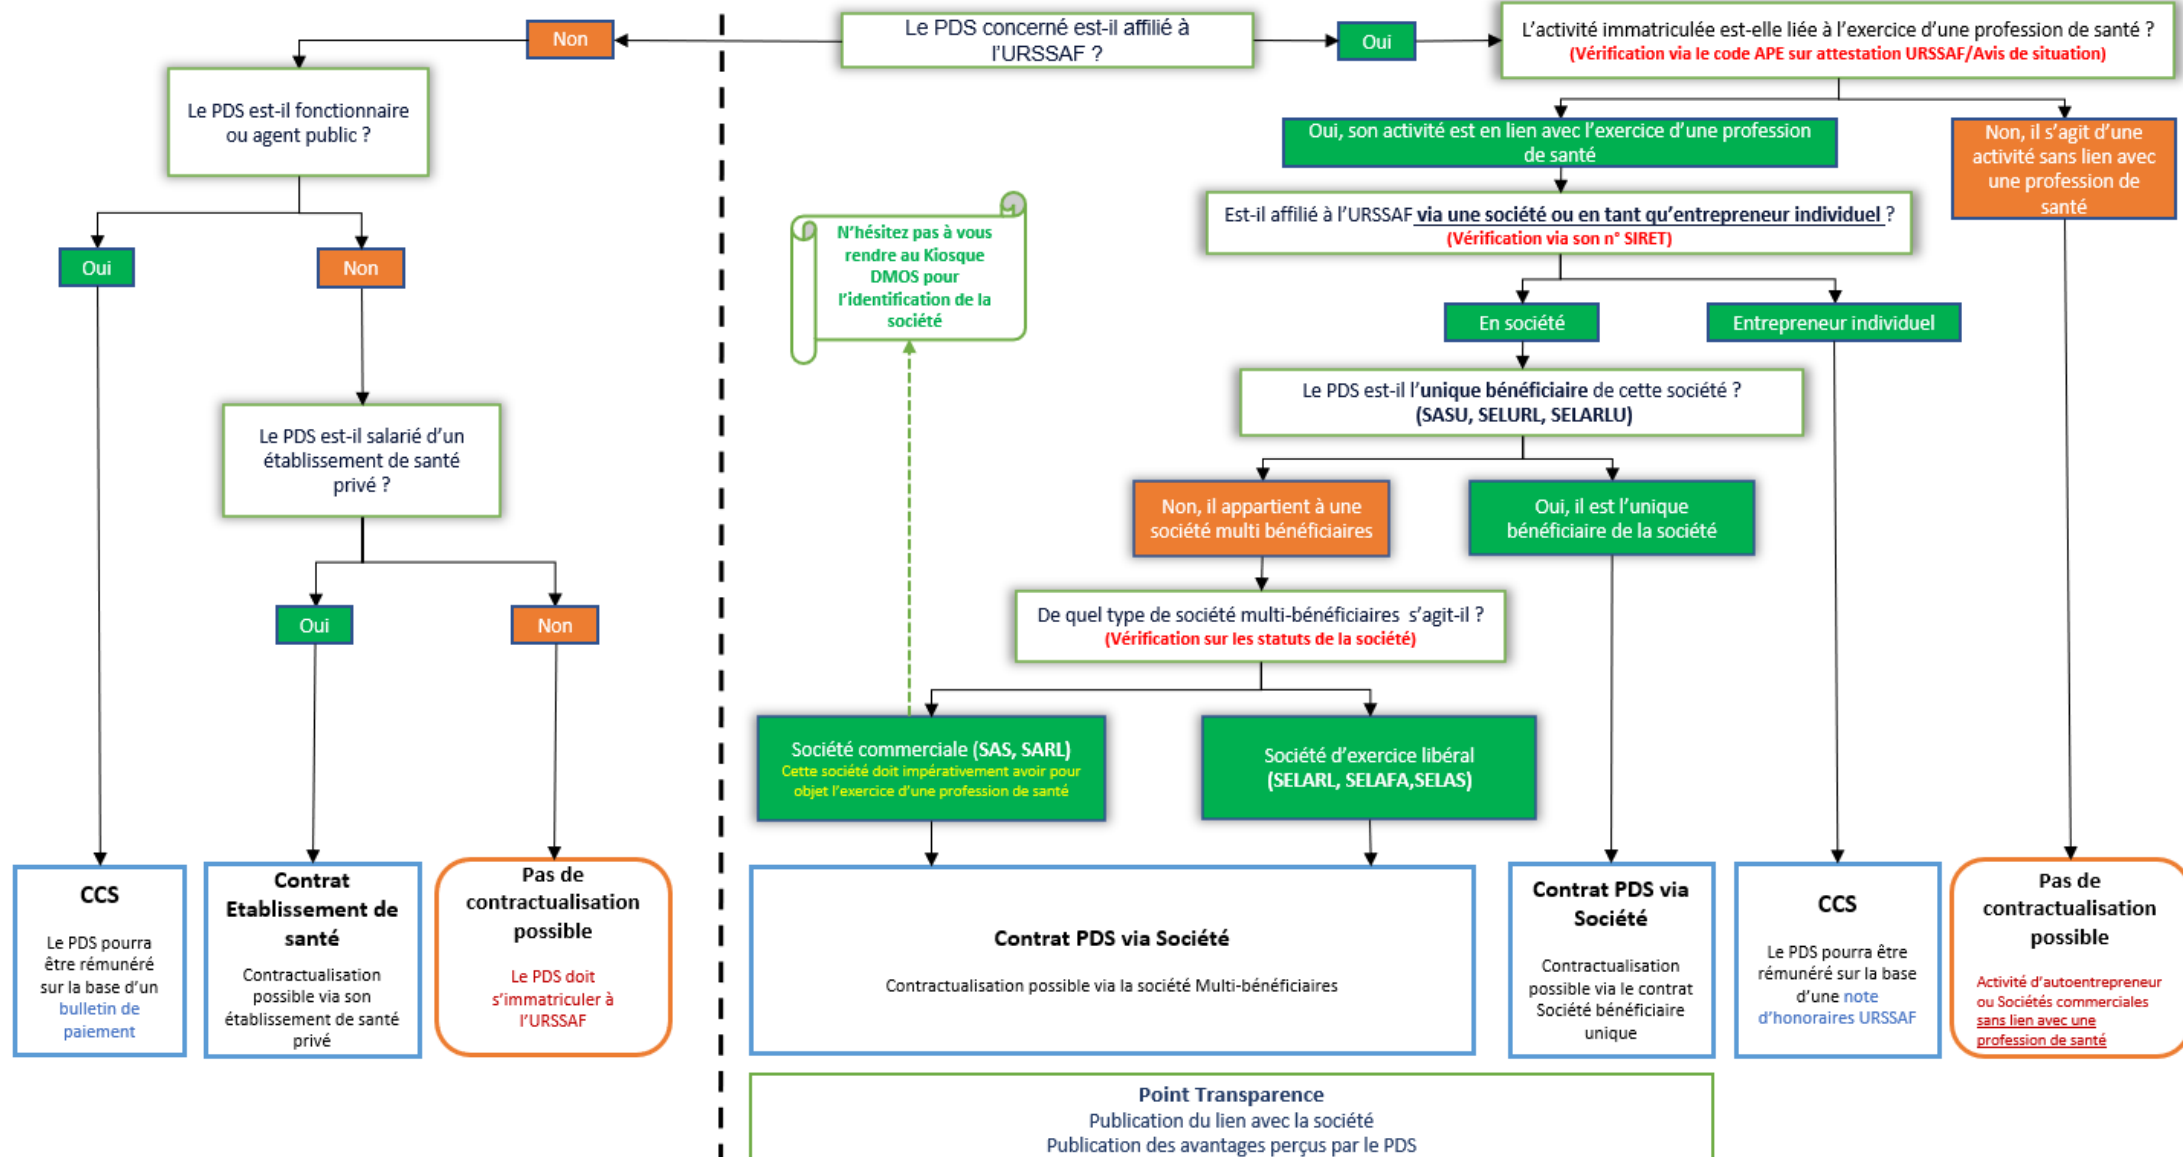 Le PDS concerné est-il affilié à
l'URSSAF ?
Non
Oui
L'activité immatriculée est-elle liée à l'exercice d'une profession de santé ?
(Vérification via le code APE sur attestation URSSAF/Avis de situation)
Le PDS est-il fonctionnaire
ou agent public ?
Oui
Non
Le PDS est-il salarié d'un
établissement de santé
privé ?
Oui
Non
N'hésitez pas à vous
rendre au Kiosque
DMOS pour
l'identification de la
société
Oui, son activité est en lien avec l'exercice d'une profession
de santé
Non, il s'agit d'une
activité sans lien avec
une profession de
santé
Est-il affilié à l'URSSAF via une société ou en tant qu'entrepreneur individuel ?
(Vérification via son n° SIRET)
En société
Entrepreneur individuel
Le PDS est-il l'unique bénéficiaire de cette société ?
(SASU, SELURL, SELARLU)
Non, il appartient à une
société multi bénéficiaires
Oui, il est l'unique
bénéficiaire de la société
De quel type de société multi-bénéficiaires s'agit-il ?
(Vérification sur les statuts de la société)
Société commerciale (SAS, SARL)
Cette société doit impérativement avoir pour
objet l'exercice d'une profession de santé
Société d'exercice libéral
(SELARL, SELAFA,SELAS)
CCS
Le PDS pourra
être rémunéré
sur la base d'un
bulletin de
paiement
Contrat
Etablissement de
santé
Contractualisation
possible via son
établissement de santé
privé
Pas de
contractualisation
possible
Le PDS doit
s'immatriculer à
l'URSSAF
Contrat PDS via Société
Contractualisation possible via la société Multi-bénéficiaires
Contrat PDS via
Société
Contractualisation
possible via le contrat
Société bénéficiaire
unique
CCS
Le PDS pourra être
rémunéré sur la base
d'une note
d'honoraires URSSAF
Pas de
contractualisation
possible
Activité d'autoentrepreneur
ou Sociétés commerciales
sans lien avec une
profession de santé
Point Transparence
Publication du lien avec la société
Publication des avantages perçus par le PDS